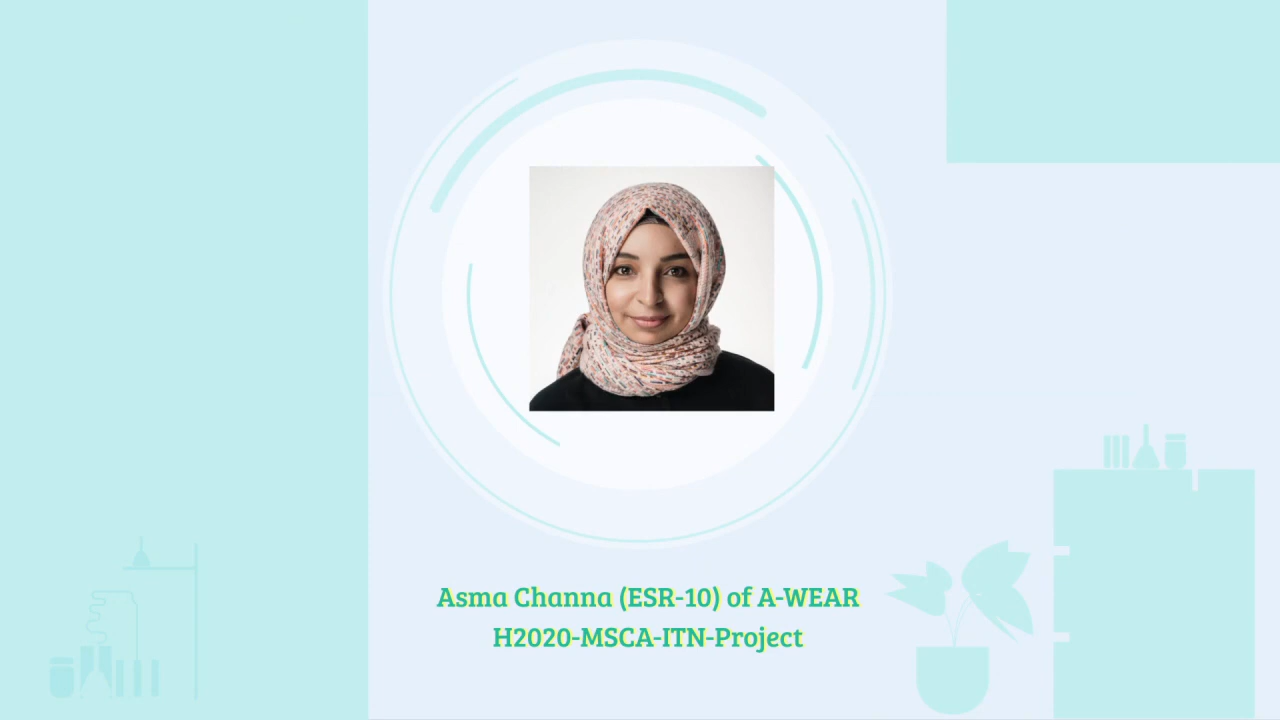 Asma Channa (ESR-10) of A-WEAR
H2020-MSCA-ITN-Project